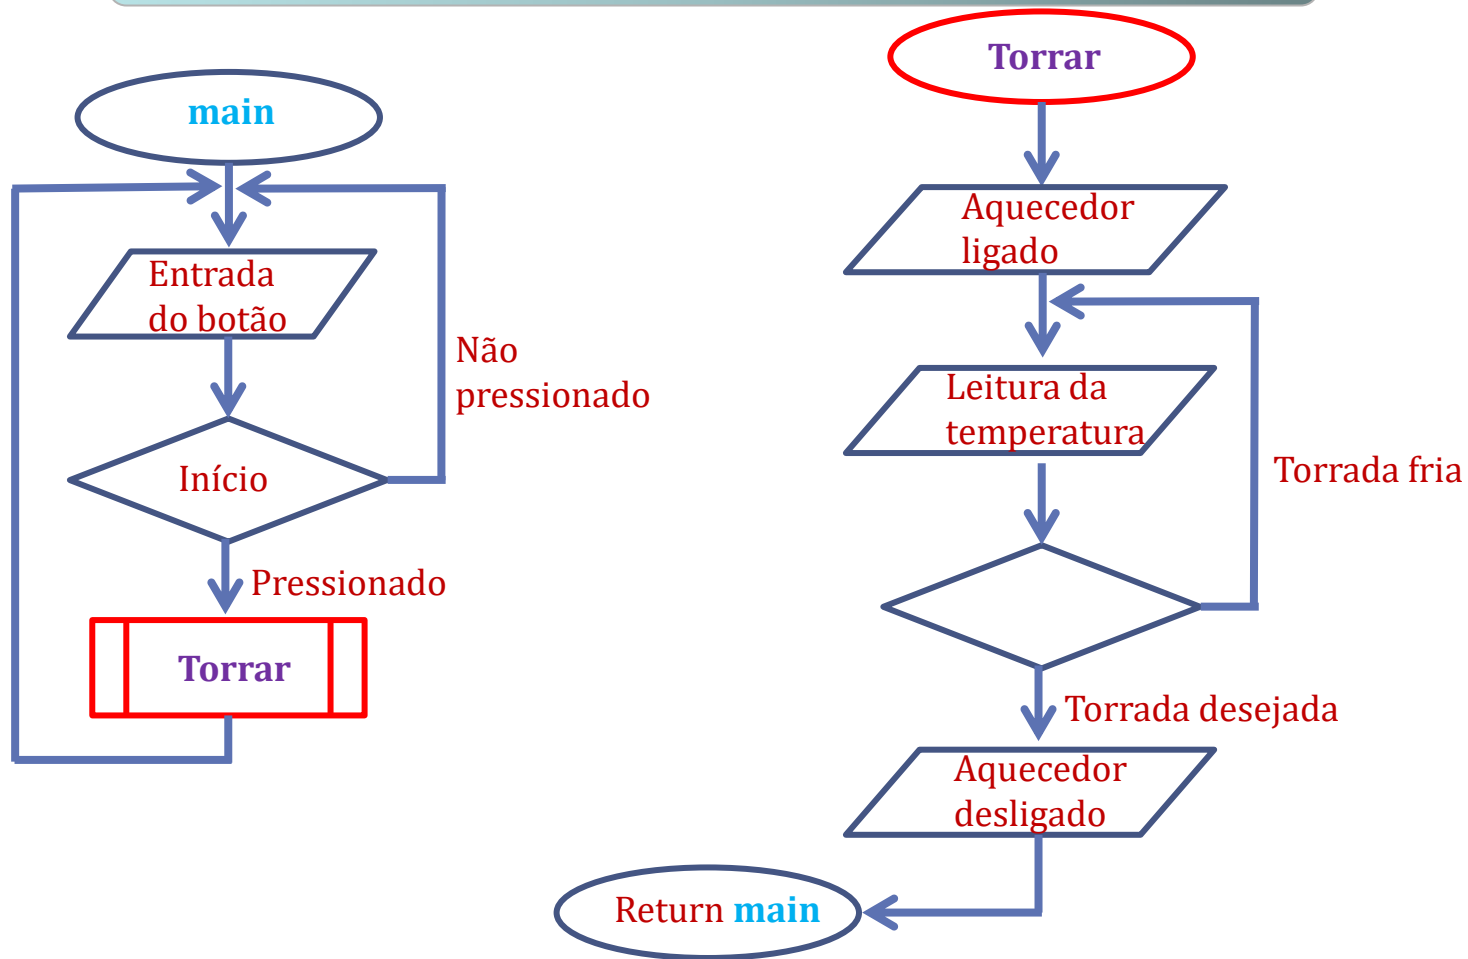 main
Entrada
do botão
Não
pressionado
Início
Pressionado
Torrar
Torrar
Aquecedor
ligado
Leitura da
temperatura
Torrada fria
Torrada desejada
Aquecedor
desligado
Return main